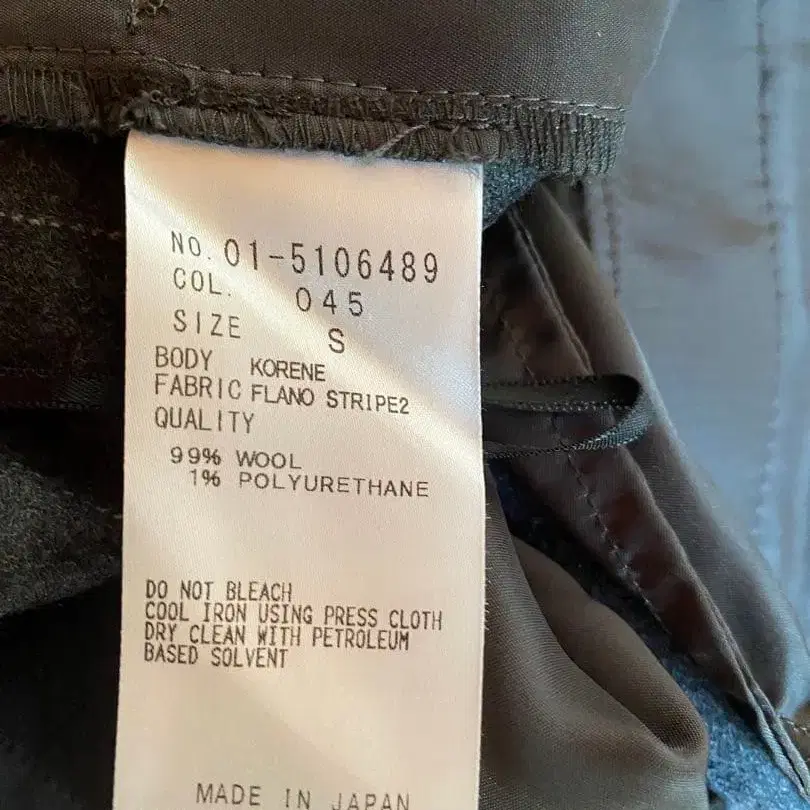 NO. 01-5106489
COL. 045
SIZE S
BODY KORENE
FABRIC FLANO STRIPE2
QUALITY
99% WOOL
1% POLYURETHANE
DO NOT BLEACH
COOL IRON USING PRESS CLOTH
DRY CLEAN WITH PETROLEUM
BASED SOLVENT
MADE IN JAPAN